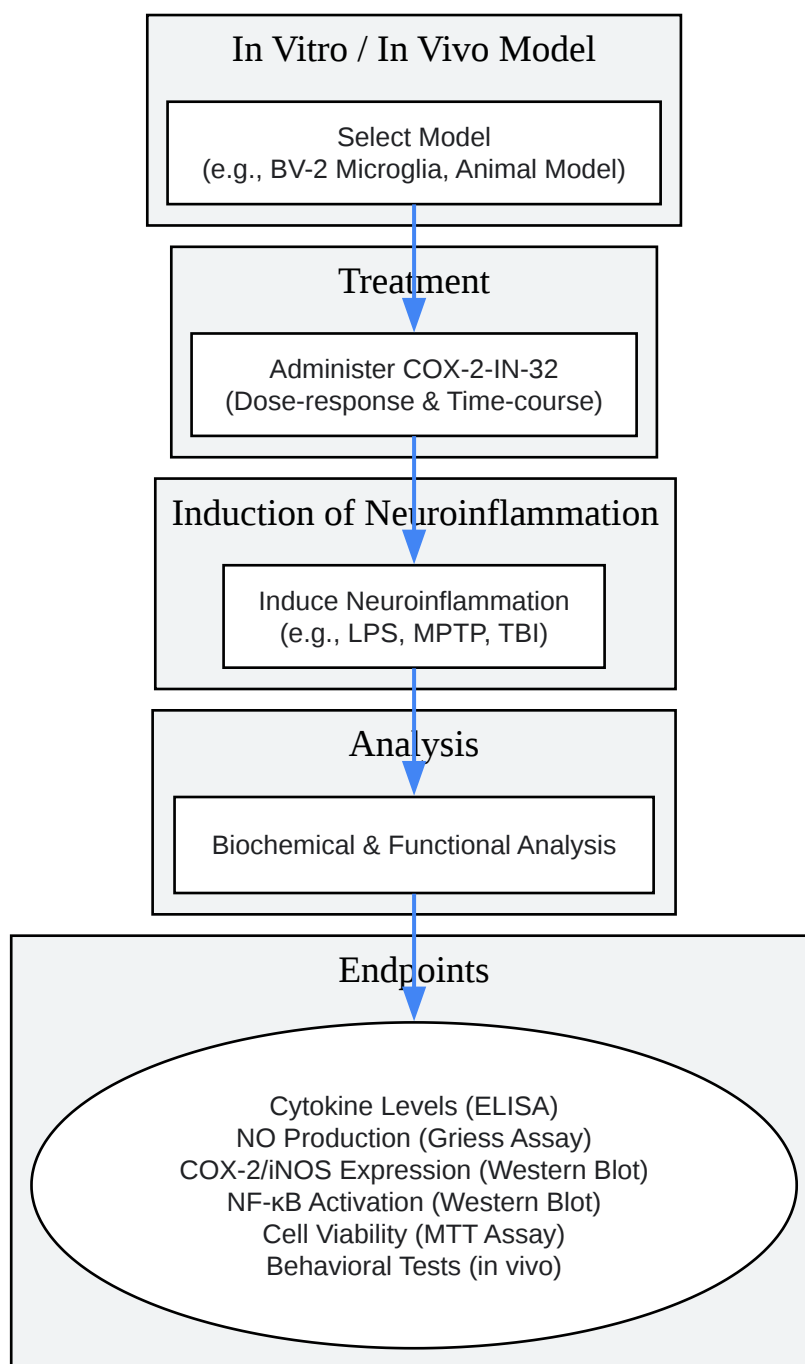 In Vitro / In Vivo Model
Select Model
(e.g., BV-2 Microglia, Animal Model)
Treatment
Administer COX-2-IN-32
(Dose-response & Time-course)
Induction of Neuroinflammation
Induce Neuroinflammation
(e.g., LPS, MPTP, TBI)
Analysis
Biochemical & Functional Analysis
Endpoints
Cytokine Levels (ELISA)
NO Production (Griess Assay)
COX-2/iNOS Expression (Western Blot)
NF-κB Activation (Western Blot)
Cell Viability (MTT Assay)
Behavioral Tests (in vivo)